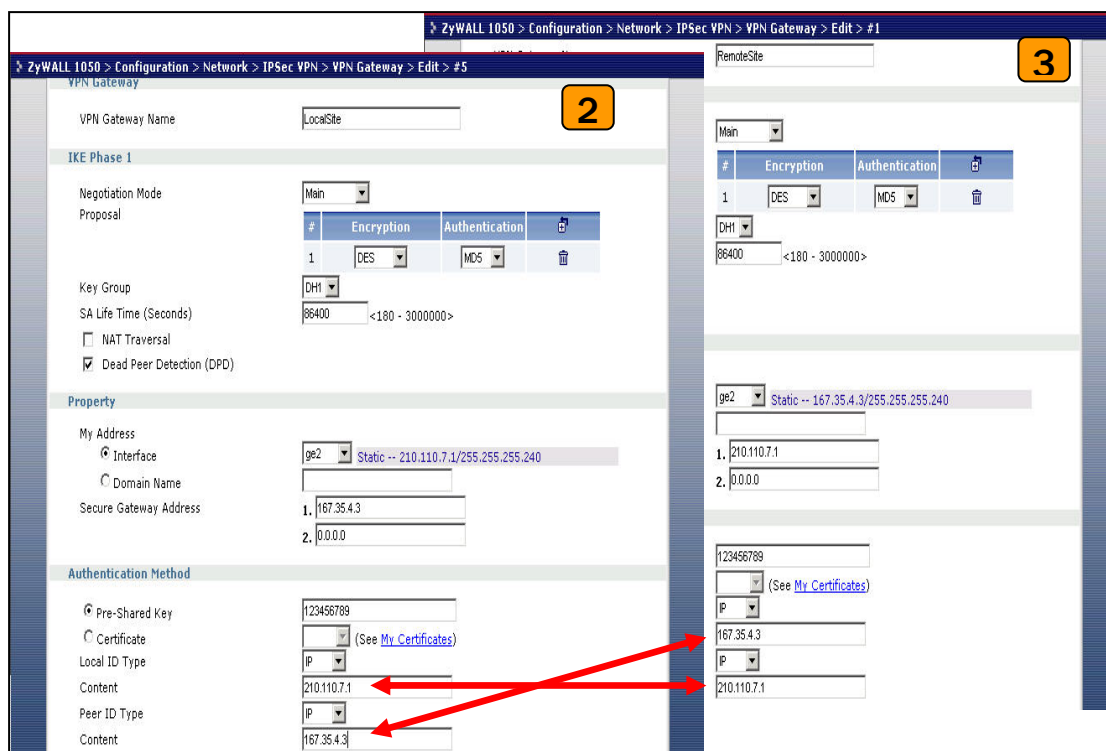 ZyWALL 1050 > Configuration > Network > IPSec VPN > VPN Gateway > Edit > #1
ZyWALL 1050 > Configuration > Network > IPSec VPN > VPN Gateway > Edit > #5
VPN Gateway
VPN Gateway Name LocalSite
2
IKE Phase 1
Negotiation Mode Main
Proposal
# Encryption Authentication
1 DES MD5
Key Group DH1
SA Life Time (Seconds) 86400 <180 - 3000000>
NAT Traversal
Dead Peer Detection (DPD)
Property
My Address
Interface ge2 Static -- 210.110.7.1/255.255.255.240
Domain Name
Secure Gateway Address 1. 167.35.4.3
2. 0.0.0.0
Authentication Method
Pre-Shared Key 123456789
Certificate (See My Certificates)
Local ID Type IP
Content 210.110.7.1
Peer ID Type IP
Content 167.35.4.3
RemoteSite
3
Main
# Encryption Authentication
1 DES MD5
DH1
86400 <180 - 3000000>
ge2 Static -- 167.35.4.3/255.255.255.240
1. 210.110.7.1
2. 0.0.0.0
123456789
(See My Certificates)
IP
167.35.4.3
IP
210.110.7.1